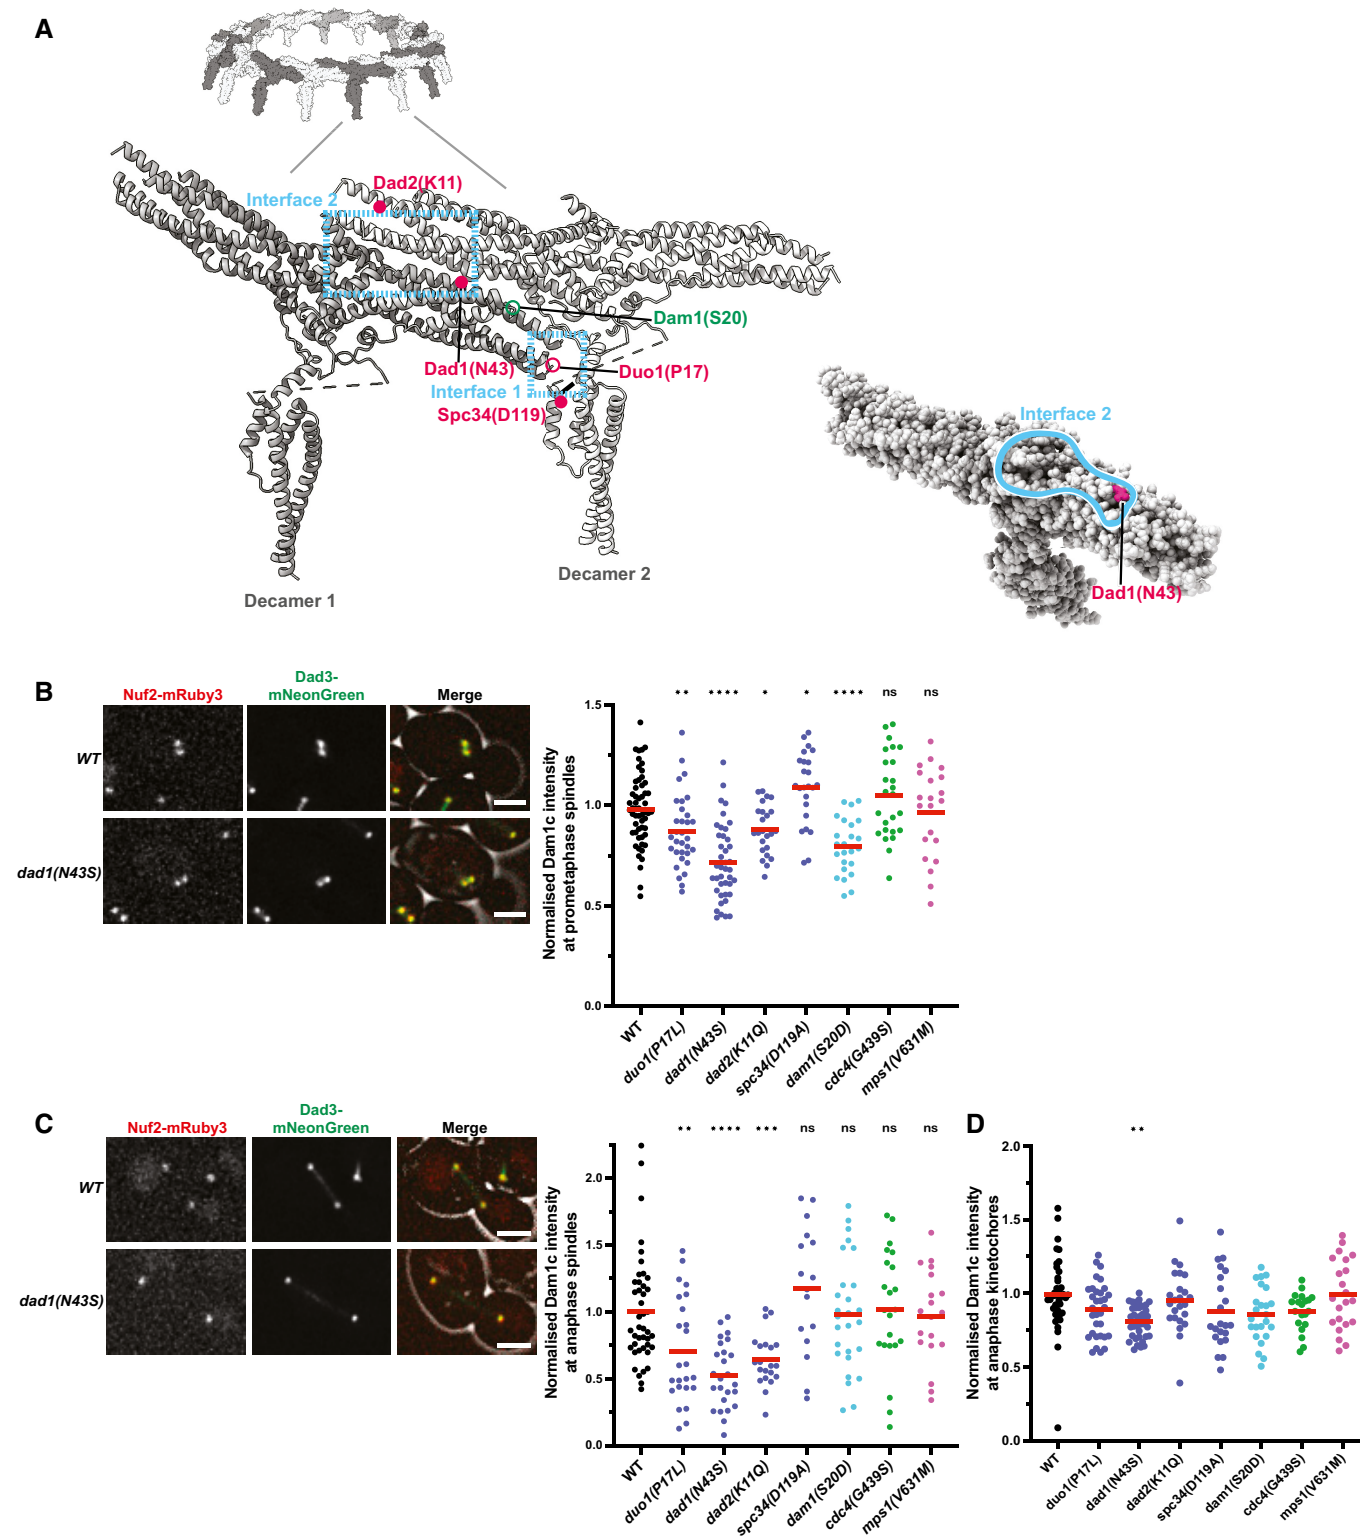 A
Dad2(K11)
Interface 2
Dam1(S20)
Dad1(N43)
Duo1(P17)
Interface 1
Spc34(D119)
Decamer 2
Decamer 1
Interface 2
Dad1(N43)
B
Nuf2-mRuby3
Dad3-
mNeonGreen
Merge
WT
dad1(N43S)
Normalised Dam1c intensity
at prometaphase spindles
1.5
1.0
0.5
0.0
** **** * * **** ns ns
WT
duo1(P17L)
dad1(N43S)
dad2(K11Q)
spc34(D119A)
dam1(S20D)
cdc4(G439S)
mps1(V631M)
C
Nuf2-mRuby3
Dad3-
mNeonGreen
Merge
WT
dad1(N43S)
Normalised Dam1c intensity
at anaphase spindles
2.0
1.5
1.0
0.5
0.0
** **** *** ns ns ns ns
WT
duo1(P17L)
dad1(N43S)
dad2(K11Q)
spc34(D119A)
dam1(S20D)
cdc4(G439S)
mps1(V631M)
D
Normalised Dam1c intensity
at anaphase kinetochores
2.0
1.5
1.0
0.5
0.0
**
WT
duo1(P17L)
dad1(N43S)
dad2(K11Q)
spc34(D119A)
dam1(S20D)
cdc4(G439S)
mps1(V631M)